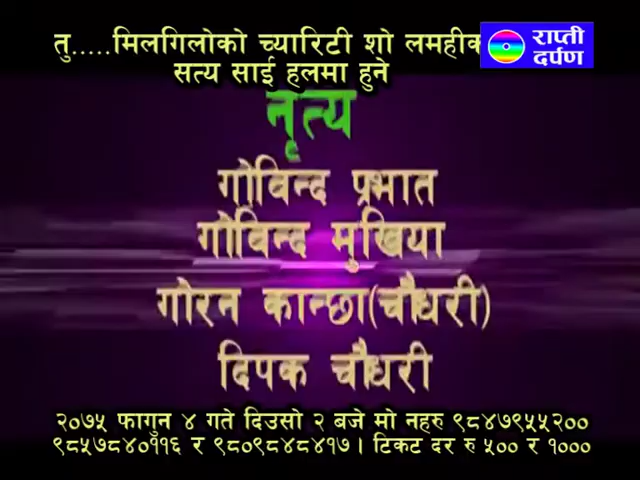 तु.....मिलगिलोको च्यारिटी शो लमहीक
सत्य साई हलमा हुने
राप्ती
दर्पण
नृत्य
गोविन्द प्रभात
गोविन्द मुखिया
गोरन कान्छा(चौधरी)
दिपक चौधरी
२०७५ फागुन ४ गते दिउसो २ बजे मो नहरु ९८४७९५५२००
९८५७८४०११६ र ९८०९८४८४१७। टिकट दर रु ५०० र १०००